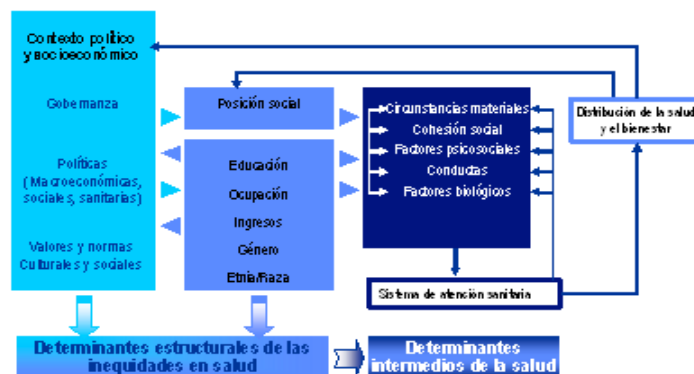 Contexto político
y socioeconómico
Gobernanza
Políticas
(Macroeconómicas,
sociales, sanitarias)
Valores y normas
Culturales y sociales
Posición social
Educación
Ocupación
Ingresos
Género
Etnia/Raza
Circunstancias materiales
Cohesión social
Factores psicosociales
Conductas
Factores biológicos
Distribución de la salud
y el bienestar
Sistema de atención sanitaria
Determinantes estructurales de las
inequidades en salud
Determinantes
intermedios de la salud